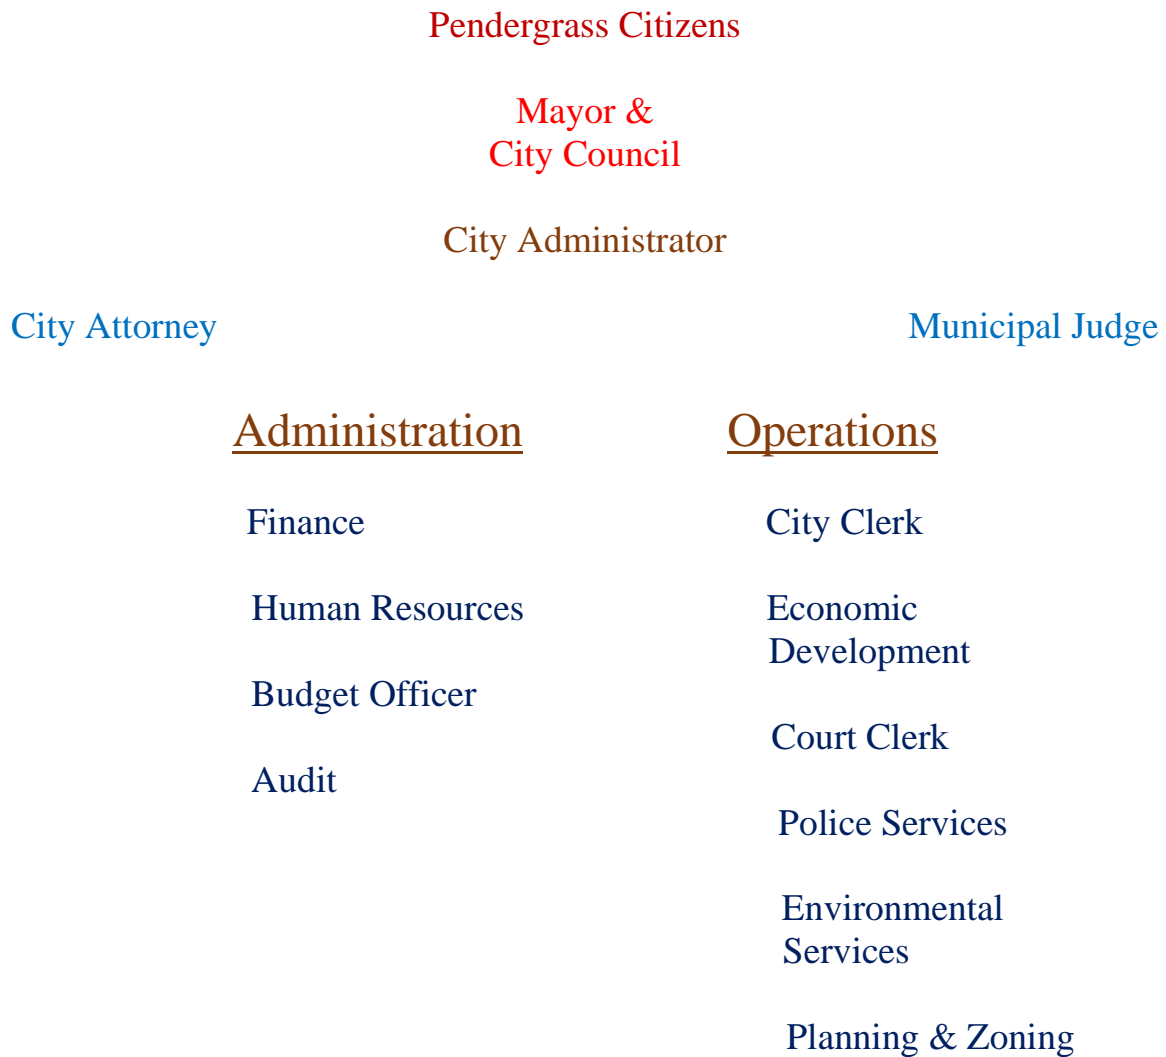 Pendergrass Citizens
Mayor &
City Council
City Administrator
City Attorney
Municipal Judge
Administration
Finance
Human Resources
Budget Officer
Audit
Operations
City Clerk
Economic
Development
Court Clerk
Police Services
Environmental
Services
Planning & Zoning